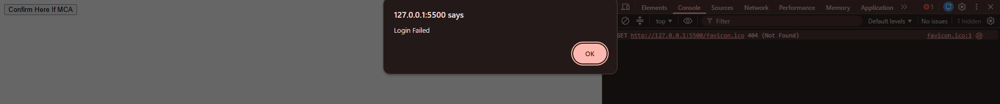 Confirm Here If MCA
127.0.0.1:5500 says
Login Failed
OK
Elements Console Sources Network Performance Memory Application 1
top Filter Default levels No issues 1 hidden
GET http://127.0.0.1:5500/favicon.ico 404 (Not Found) favicon.ico:1